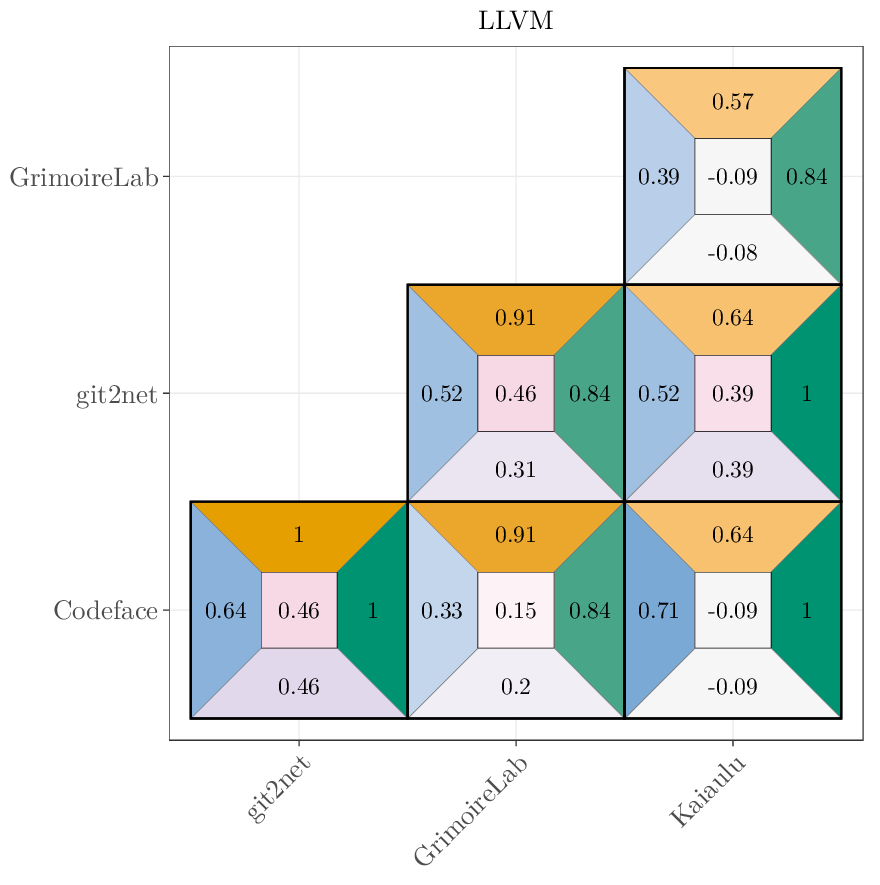 LLVM
0.57
GrimoireLab
0.39 -0.09 0.84
-0.08
0.91 0.64
git2net
0.52 0.46 0.84 0.52 0.39 1
0.31 0.39
1 0.91 0.64
Codeface
0.64 0.46 1 0.33 0.15 0.84 0.71 -0.09 1
0.46 0.2 -0.09
git2net
GrimoireLab
Kaiaulu